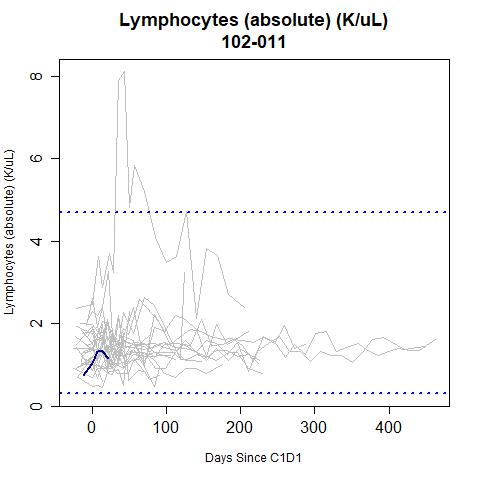 Lymphocytes (absolute) (K/uL)
102-011
Lymphocytes (absolute) (K/uL)
8
6
4
2
0
0 100 200 300 400
Days Since C1D1